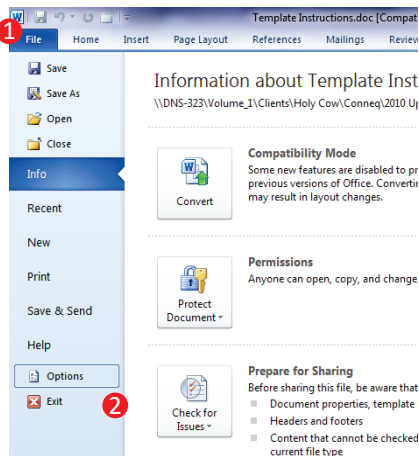 Template Instructions.doc [Compat
1
File Home Insert Page Layout References Mailings Review
Save
Save As
Open
Close
Info
Recent
New
Print
Save & Send
Help
Options
Exit
2
Information about Template Inst
\\DNS-323\Volume_1\Clients\Holy Cow\Conneq\2010 Up
Convert
Compatibility Mode
Some new features are disabled to pr
previous versions of Office. Convertin
may result in layout changes.
Protect
Document
Permissions
Anyone can open, copy, and change
Check for
Issues
Prepare for Sharing
Before sharing this file, be aware that
Document properties, template
Headers and footers
Content that cannot be checked
current file type